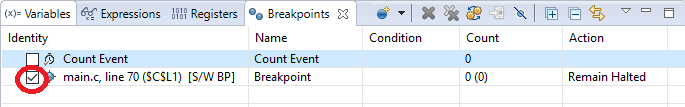 (x)= Variables Expressions 1010 0101 Registers Breakpoints
Identity Name Condition Count Action
Count Event Count Event 0
main.c, line 70 ($C$L1) [S/W BP] Breakpoint 0 (0) Remain Halted